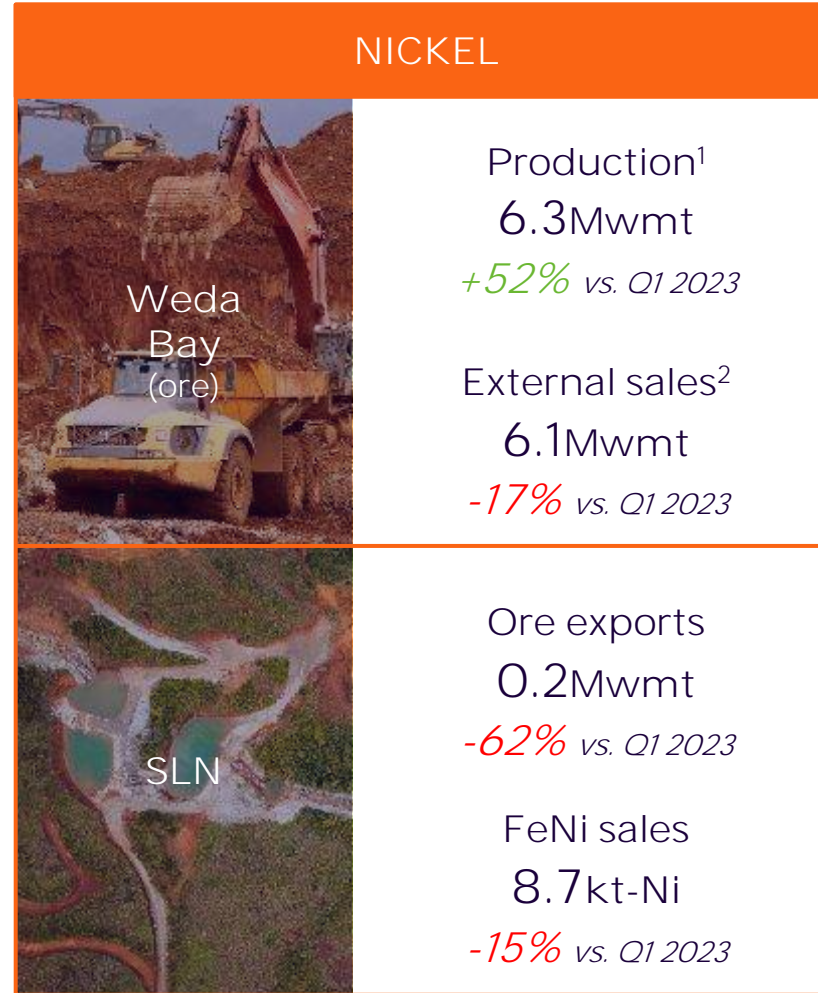 NICKEL
Weda
Bay
(ore)
Production¹
6.3Mwmt
+52% vs. Q1 2023
External sales²
6.1Mwmt
-17% vs. Q1 2023
SLN
Ore exports
0.2Mwmt
-62% vs. Q1 2023
FeNi sales
8.7kt-Ni
-15% vs. Q1 2023